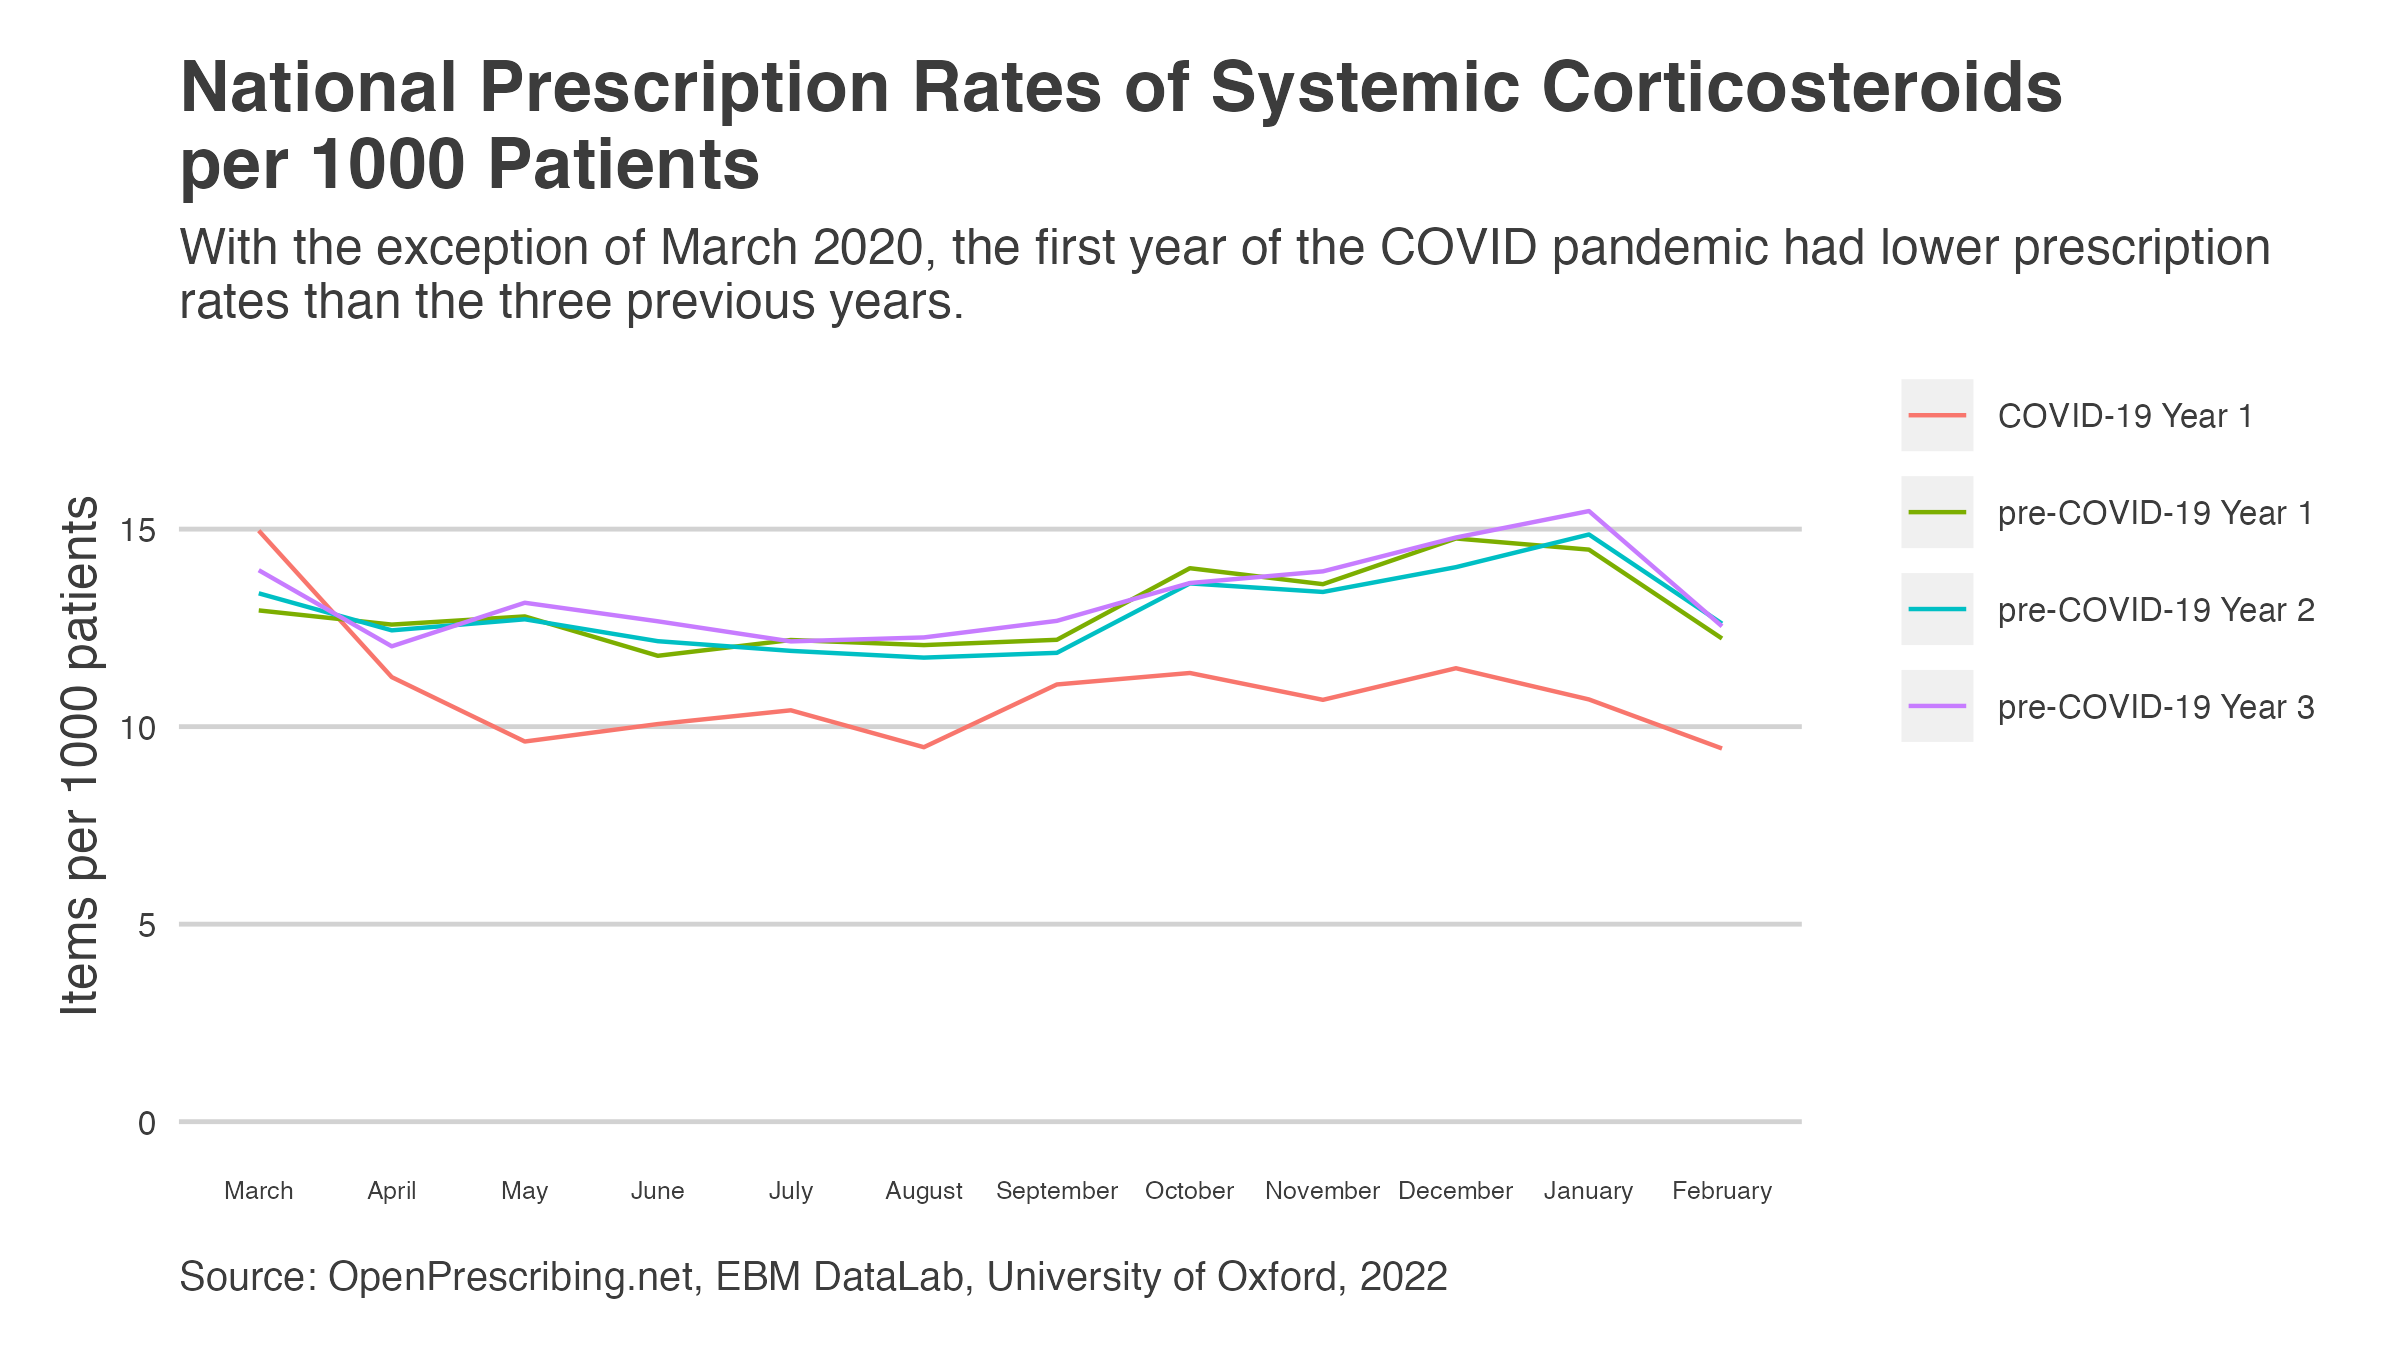 National Prescription Rates of Systemic Corticosteroids
per 1000 Patients
With the exception of March 2020, the first year of the COVID pandemic had lower prescription
rates than the three previous years.
COVID-19 Year 1
pre-COVID-19 Year 1
pre-COVID-19 Year 2
pre-COVID-19 Year 3
Items per 1000 patients
15
10
5
0
March April May June July August September October November December January February
Source: OpenPrescribing.net, EBM DataLab, University of Oxford, 2022